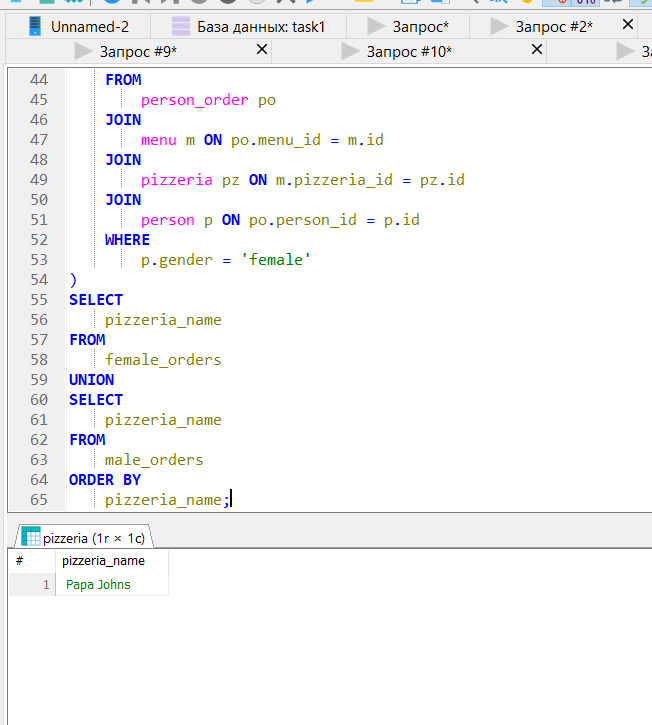 Unnamed-2
База данных: task1
Запрос*
Запрос #2*
Запрос #9*
Запрос #10*
44 FROM
45 person_order po
46 JOIN
47 menu m ON po.menu_id = m.id
48 JOIN
49 pizzeria pz ON m.pizzeria_id = pz.id
50 JOIN
51 person p ON po.person_id = p.id
52 WHERE
53 p.gender = 'female'
54 )
55 SELECT
56 pizzeria_name
57 FROM
58 female_orders
59 UNION
60 SELECT
61 pizzeria_name
62 FROM
63 male_orders
64 ORDER BY
65 pizzeria_name;
pizzeria (1r × 1c)
# pizzeria_name
1 Papa Johns